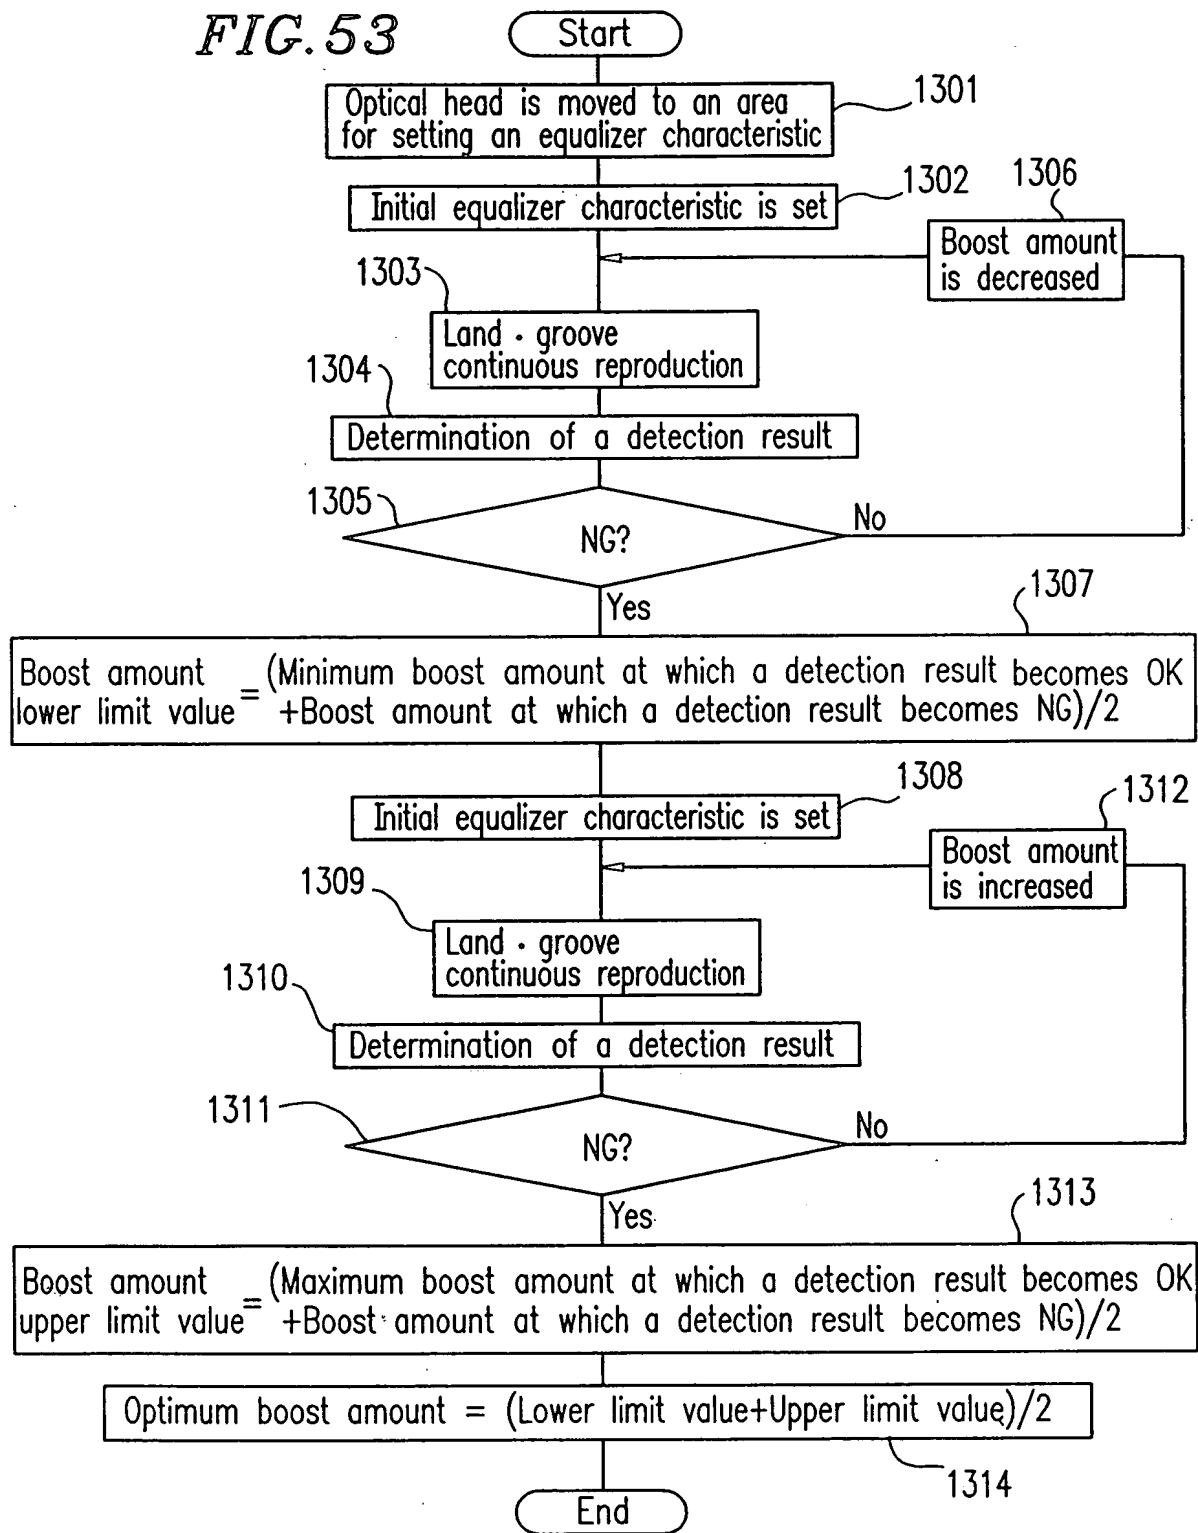 FIG.53
Start
1301
Optical head is moved to an area
for setting an equalizer characteristic
1302
Initial equalizer characteristic is set
1306
Boost amount
is decreased
1303
Land · groove
continuous reproduction
1304
Determination of a detection result
1305
NG?
No
Yes
1307
Boost amount
lower limit value
= (Minimum boost amount at which a detection result becomes OK
+Boost amount at which a detection result becomes NG)/2
1308
Initial equalizer characteristic is set
1312
Boost amount
is increased
1309
Land · groove
continuous reproduction
1310
Determination of a detection result
1311
NG?
No
Yes
1313
Boost amount
upper limit value
= (Maximum boost amount at which a detection result becomes OK
+Boost amount at which a detection result becomes NG)/2
Optimum boost amount = (Lower limit value+Upper limit value)/2
1314
End